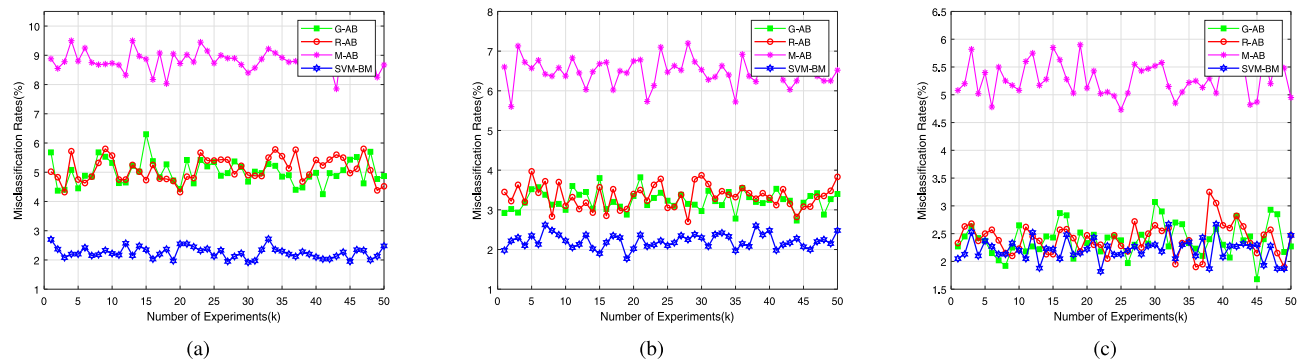 11
10
9
8
7
6
5
4
3
2
1
Misclassification Rates(%)
0 5 10 15 20 25 30 35 40 45 50
Number of Experiments(k)
G-AB
R-AB
M-AB
SVM-BM
(a)
8
7
6
5
4
3
2
1
Misclassification Rates(%)
0 5 10 15 20 25 30 35 40 45 50
Number of Experiments(k)
G-AB
R-AB
M-AB
SVM-BM
(b)
6.5
6
5.5
5
4.5
4
3.5
3
2.5
2
1.5
Misclassification Rates(%)
0 5 10 15 20 25 30 35 40 45 50
Number of Experiments(k)
G-AB
R-AB
M-AB
SVM-BM
(c)